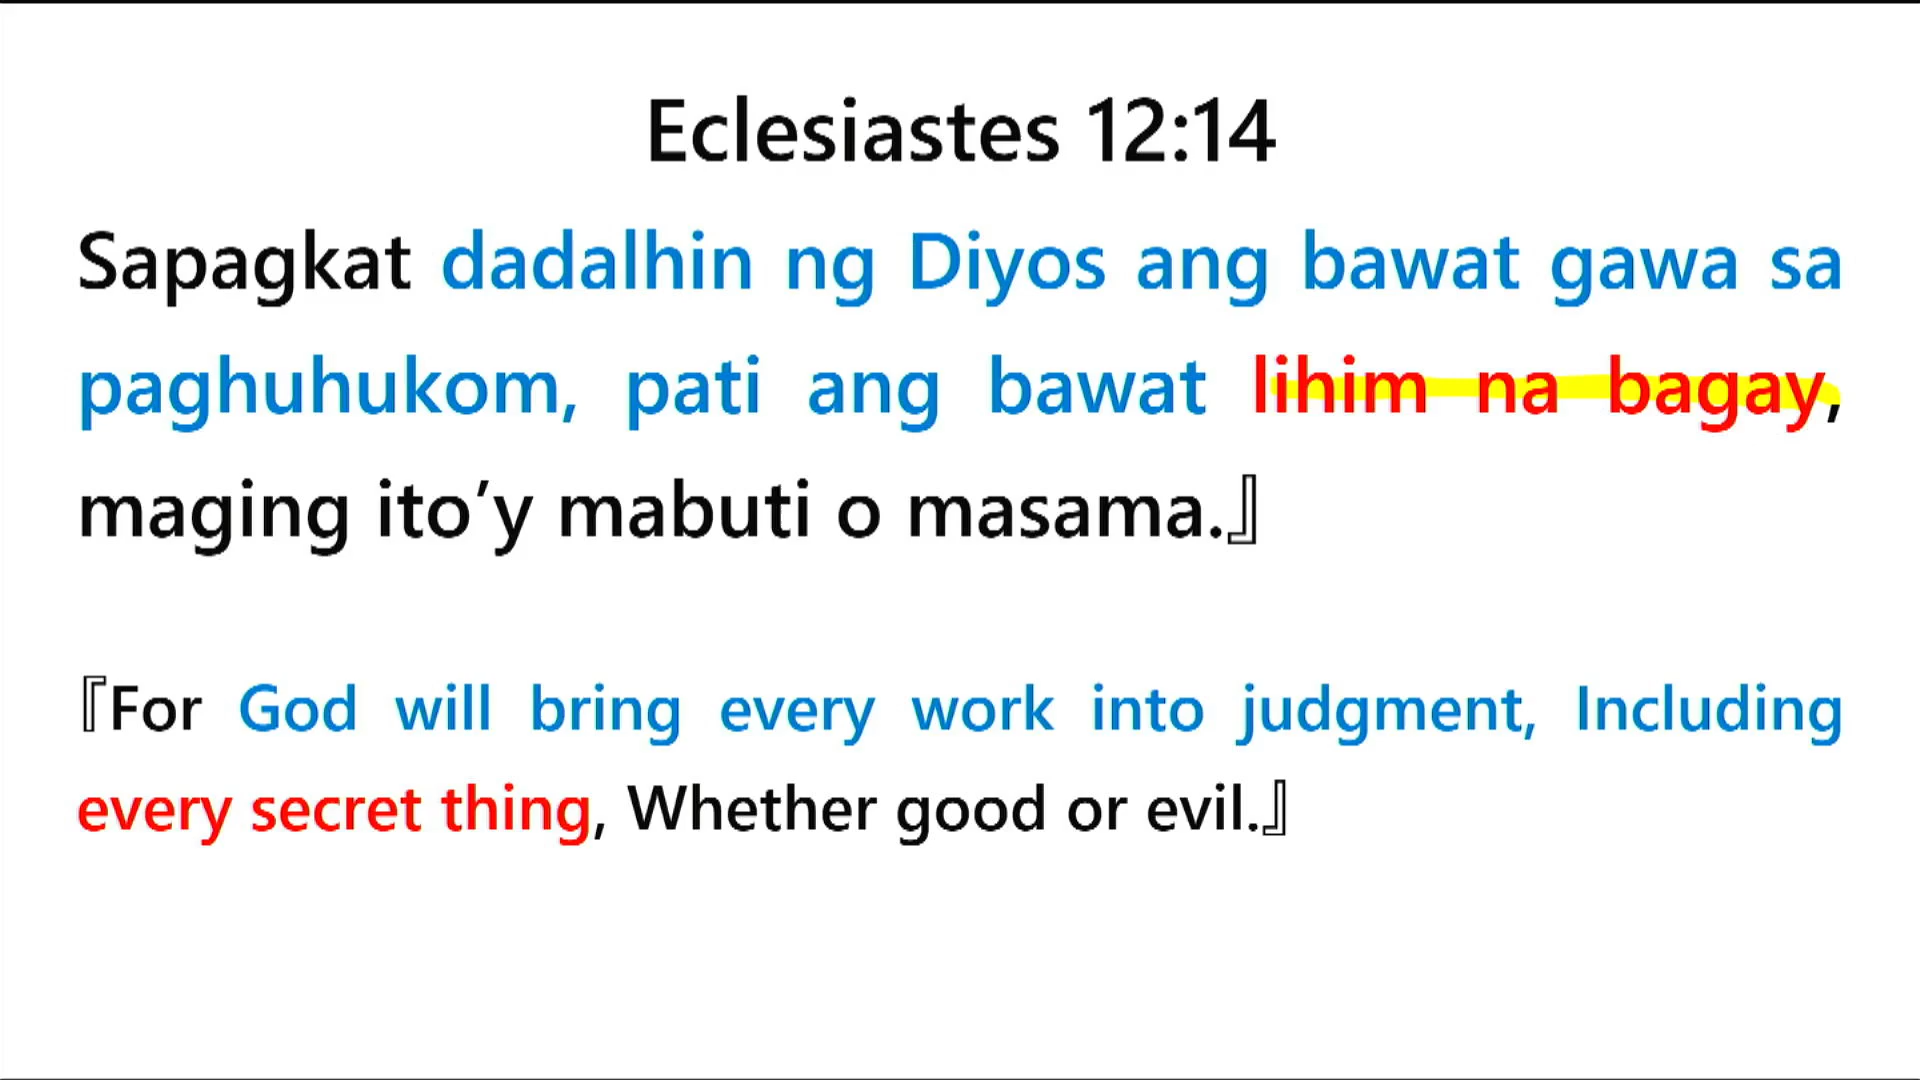 Eclesiastes 12:14
Sapagkat dadalhin ng Diyos ang bawat gawa sa
paghuhukom, pati ang bawat lihim na bagay,
maging ito’y mabuti o masama.』
『For God will bring every work into judgment, Including
every secret thing, Whether good or evil.』